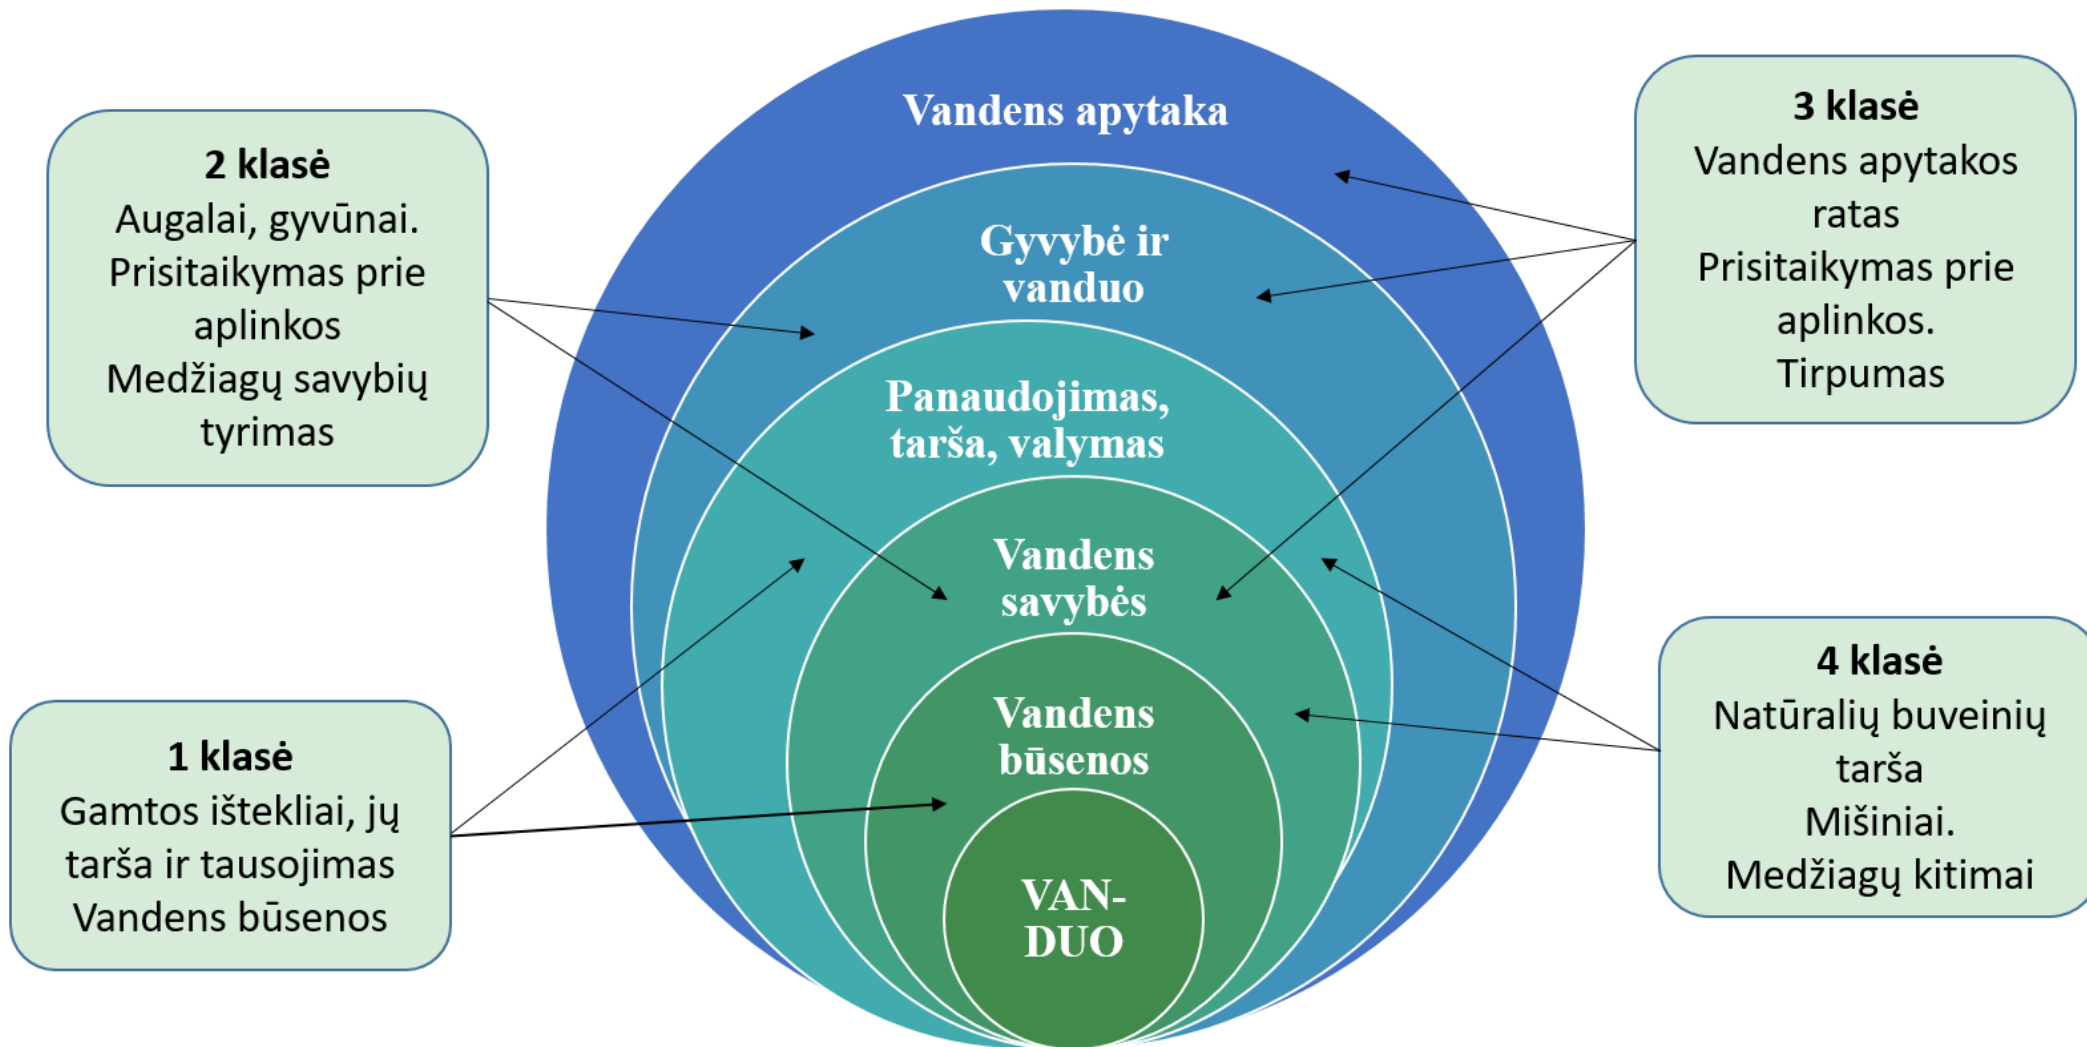 Vandens apytaka
Gyvybė ir
vanduo
Panaudojimas,
tarša, valymas
Vandens
savybės
Vandens
būsenos
VAN-
DUO
2 klasė
Augalai, gyvūnai.
Prisitaikymas prie
aplinkos
Medžiagų savybių
tyrimas
1 klasė
Gamtos ištekliai, jų
tarša ir tausojimas
Vandens būsenos
3 klasė
Vandens apytakos
ratas
Prisitaikymas prie
aplinkos.
Tirpumas
4 klasė
Natūralių buveinių
tarša
Mišiniai.
Medžiagų kitimai